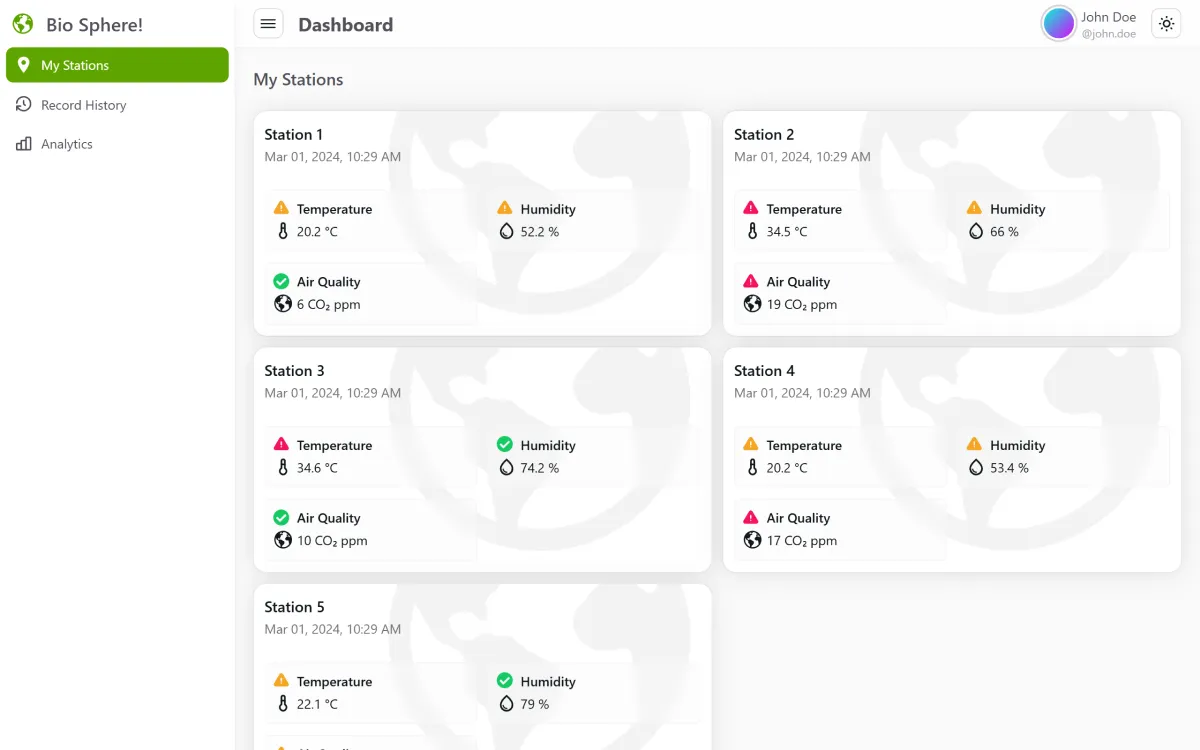 Bio Sphere!
My Stations
Record History
Analytics
Dashboard
John Doe
@john.doe
My Stations
Station 1
Mar 01, 2024, 10:29 AM
Temperature
20.2 °C
Humidity
52.2 %
Air Quality
6 CO₂ ppm
Station 2
Mar 01, 2024, 10:29 AM
Temperature
34.5 °C
Humidity
66 %
Air Quality
19 CO₂ ppm
Station 3
Mar 01, 2024, 10:29 AM
Temperature
34.6 °C
Humidity
74.2 %
Air Quality
10 CO₂ ppm
Station 4
Mar 01, 2024, 10:29 AM
Temperature
20.2 °C
Humidity
53.4 %
Air Quality
17 CO₂ ppm
Station 5
Mar 01, 2024, 10:29 AM
Temperature
22.1 °C
Humidity
79 %